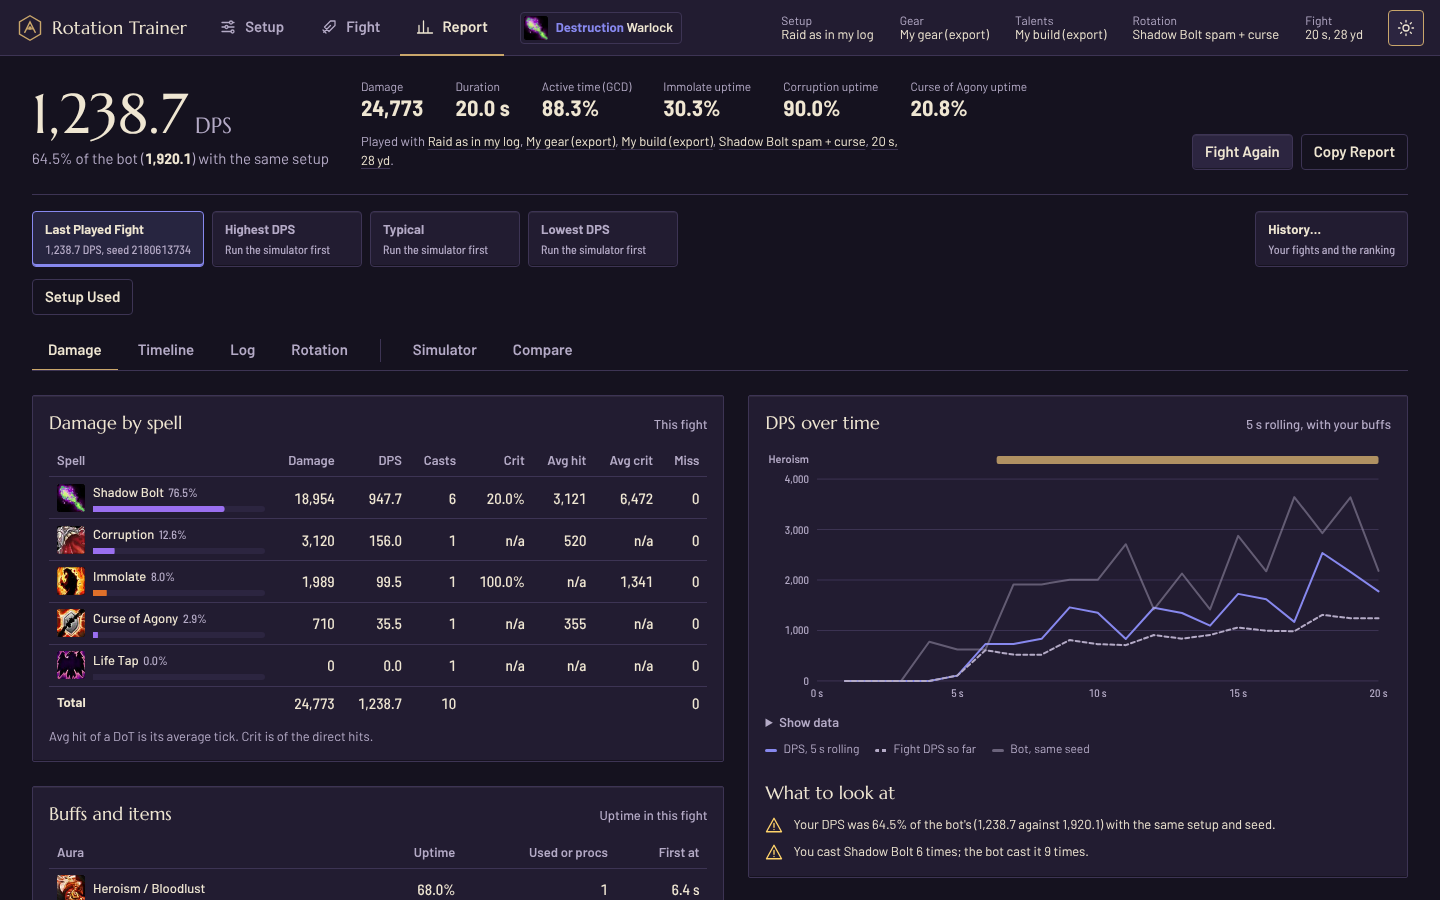 Rotation Trainer
Setup
Fight
Report
Destruction Warlock
Setup
Raid as in my log
Gear
My gear (export)
Talents
My build (export)
Rotation
Shadow Bolt spam + curse
Fight
20 s, 28 yd
1,238.7 DPS
64.5% of the bot (1,920.1) with the same setup
Damage
24,773
Duration
20.0 s
Active time (GCD)
88.3%
Immolate uptime
30.3%
Corruption uptime
90.0%
Curse of Agony uptime
20.8%
Played with Raid as in my log, My gear (export), My build (export), Shadow Bolt spam + curse, 20 s,
28 yd.
Fight Again
Copy Report
Last Played Fight
1,238.7 DPS, seed 2180613734
Highest DPS
Run the simulator first
Typical
Run the simulator first
Lowest DPS
Run the simulator first
History...
Your fights and the ranking
Setup Used
Damage
Timeline
Log
Rotation
Simulator
Compare
Damage by spell
This fight
Spell Damage DPS Casts Crit Avg hit Avg crit Miss
Shadow Bolt 76.5% 18,954 947.7 6 20.0% 3,121 6,472 0
Corruption 12.6% 3,120 156.0 1 n/a 520 n/a 0
Immolate 8.0% 1,989 99.5 1 100.0% n/a 1,341 0
Curse of Agony 2.9% 710 35.5 1 n/a 355 n/a 0
Life Tap 0.0% 0 0.0 1 n/a n/a n/a 0
Total 24,773 1,238.7 10 0
Avg hit of a DoT is its average tick. Crit is of the direct hits.
Buffs and items
Uptime in this fight
Aura Uptime Used or procs First at
Heroism / Bloodlust 68.0% 1 6.4 s
DPS over time
5 s rolling, with your buffs
Heroism
4,000
3,000
2,000
1,000
0
0 s 5 s 10 s 15 s 20 s
Show data
DPS, 5 s rolling
Fight DPS so far
Bot, same seed
What to look at
Your DPS was 64.5% of the bot's (1,238.7 against 1,920.1) with the same setup and seed.
You cast Shadow Bolt 6 times; the bot cast it 9 times.